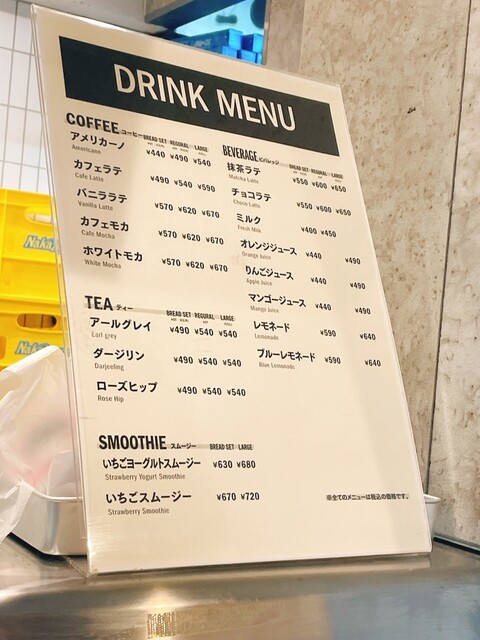 DRINK MENU
COFFEE コーヒー BREAD SET REGURAL LARGE
アメリカーノ ¥440 ¥490 ¥540
Americano
カフェラテ ¥490 ¥540 ¥590
Cafe Latte
バニララテ ¥570 ¥620 ¥670
Vanilla Latte
カフェモカ ¥570 ¥620 ¥670
Cafe Mocha
ホワイトモカ ¥570 ¥620 ¥670
White Mocha
TEA ティー BREAD SET REGURAL LARGE
アールグレイ ¥490 ¥540 ¥540
Earl grey
ダージリン ¥490 ¥540 ¥540
Darjeeling
ローズヒップ ¥490 ¥540 ¥540
Rose Hip
SMOOTHIE スムージー BREAD SET LARGE
いちごヨーグルトスムージー ¥630 ¥680
Strawberry Yogurt Smoothie
いちごスムージー ¥670 ¥720
Strawberry Smoothie
BEVERAGE ビバレッジ BREAD SET REGURAL LARGE
抹茶ラテ ¥550 ¥600 ¥650
Matcha Latte
チョコラテ ¥550 ¥600 ¥650
Choco Latte
ミルク ¥400 ¥450
Fresh Milk
オレンジジュース ¥440 ¥490
Orange Juice
りんごジュース ¥440 ¥490
Apple Juice
マンゴージュース ¥440 ¥490
Mango Juice
レモネード ¥590 ¥640
Lemonade
ブルーレモネード ¥590 ¥640
Blue Lemonade
※全てのメニューは税込の価格です。